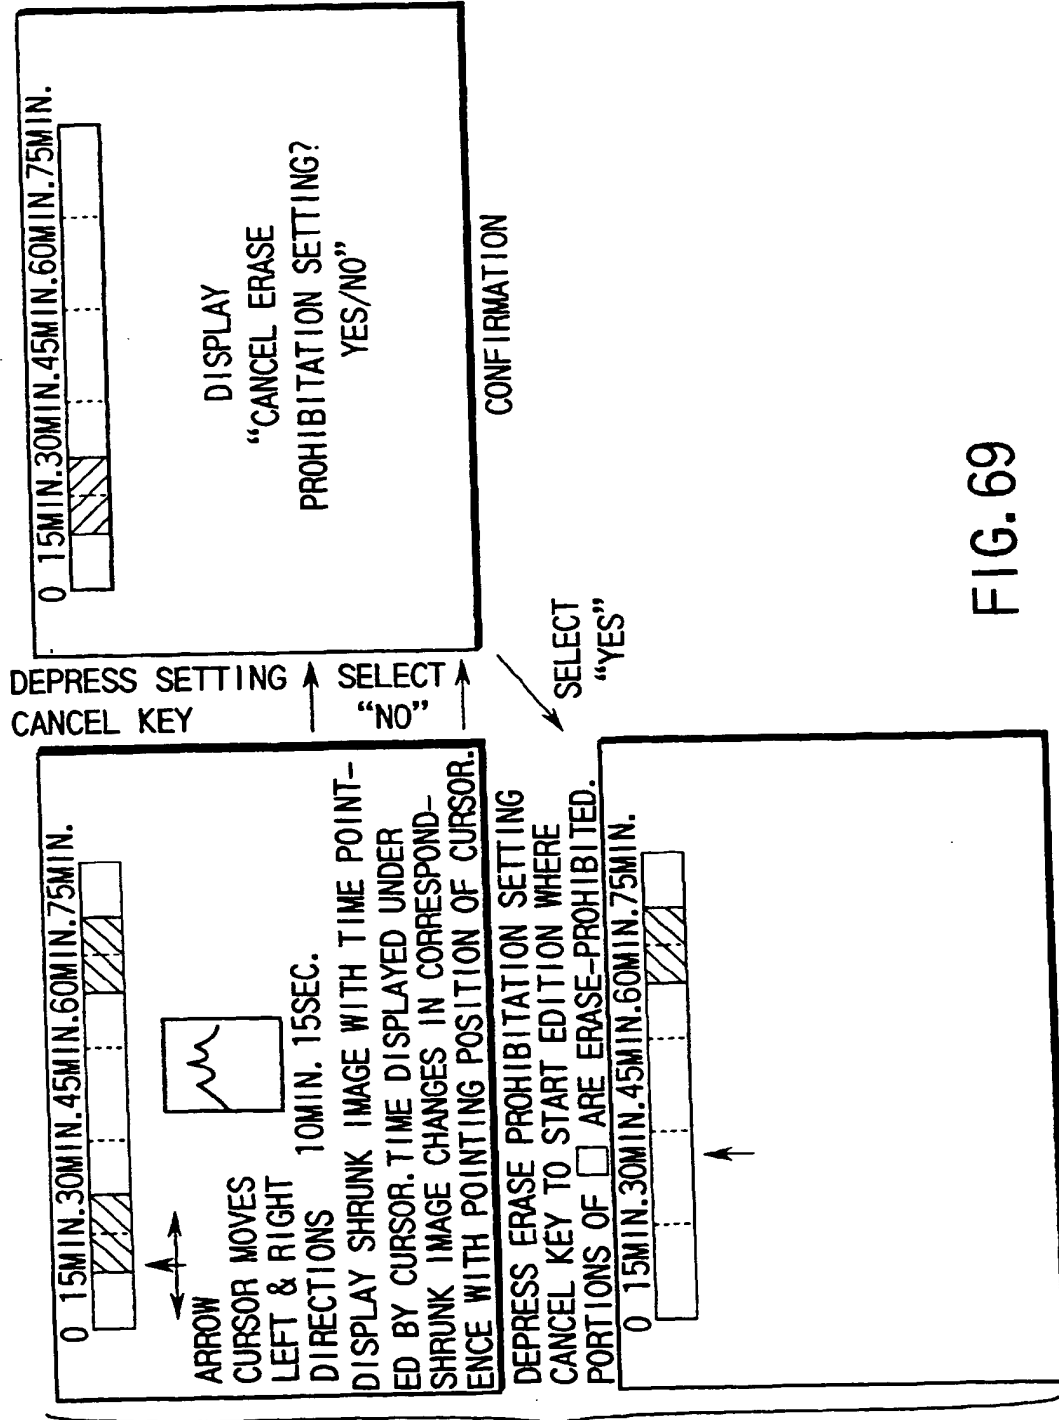 0 15MIN.30MIN.45MIN.60MIN.75MIN.
ARROW
CURSOR MOVES
LEFT & RIGHT
DIRECTIONS
10MIN. 15SEC.
DISPLAY SHRUNK IMAGE WITH TIME POINT-
ED BY CURSOR.TIME DISPLAYED UNDER
SHRUNK IMAGE CHANGES IN CORRESPOND-
ENCE WITH POINTING POSITION OF CURSOR.
DEPRESS SETTING
CANCEL KEY
SELECT
“NO”
0 15MIN.30MIN.45MIN.60MIN.75MIN.
DISPLAY
“CANCEL ERASE
PROHIBITATION SETTING?
YES/NO”
CONFIRMATION
SELECT
“YES”
DEPRESS ERASE PROHIBITATION SETTING
CANCEL KEY TO START EDITION WHERE
PORTIONS OF □ ARE ERASE-PROHIBITED.
0 15MIN.30MIN.45MIN.60MIN.75MIN.
FIG. 69